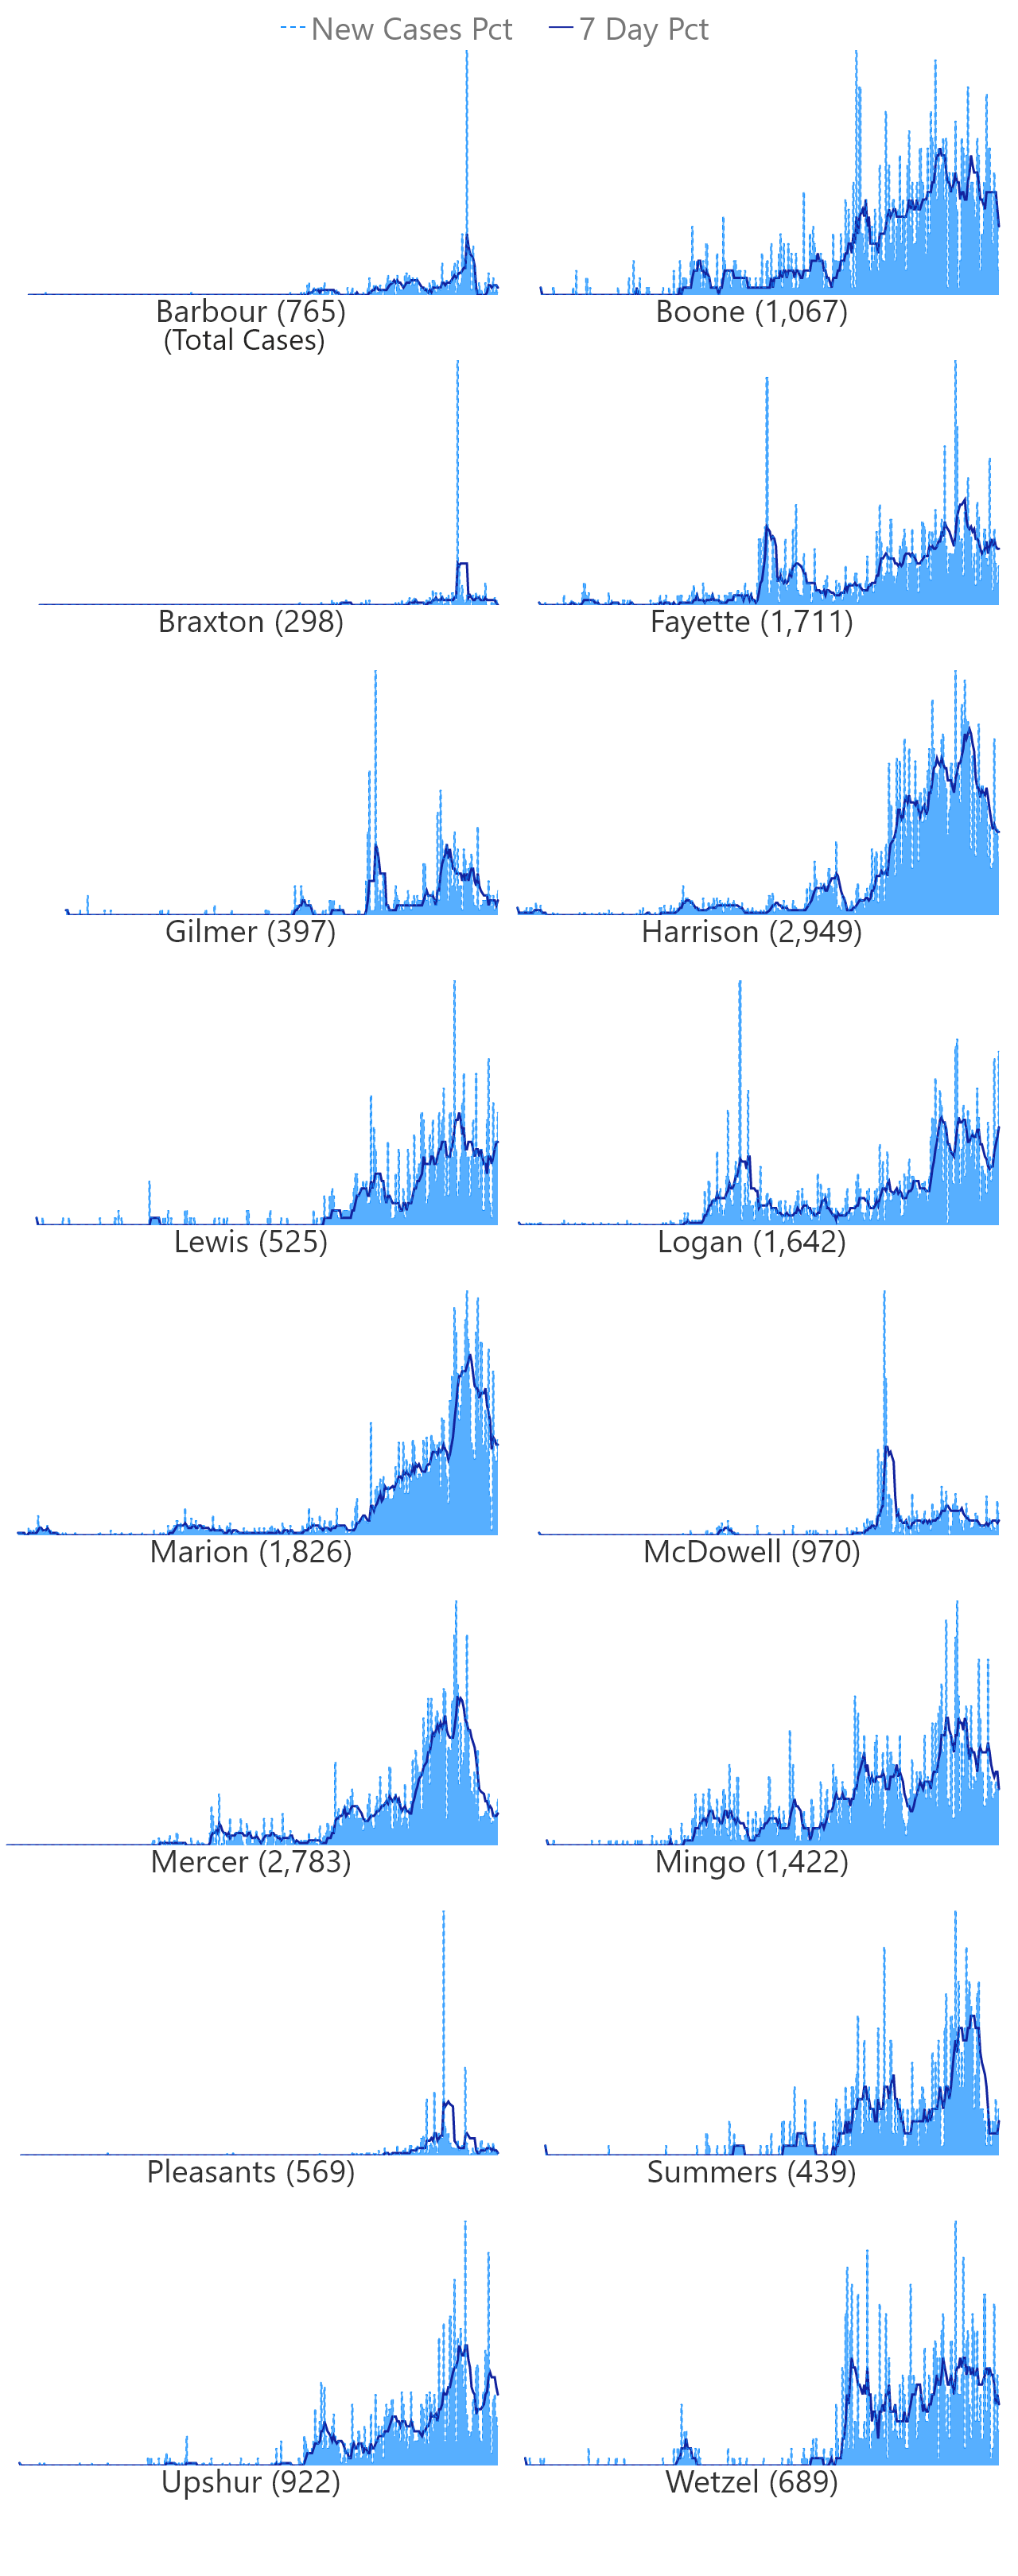 New Cases Pct 7 Day Pct
Barbour (765) Boone (1,067)
(Total Cases)
Braxton (298) Fayette (1,711)
Gilmer (397) Harrison (2,949)
Lewis (525) Logan (1,642)
Marion (1,826) McDowell (970)
Mercer (2,783) Mingo (1,422)
Pleasants (569) Summers (439)
Upshur (922) Wetzel (689)